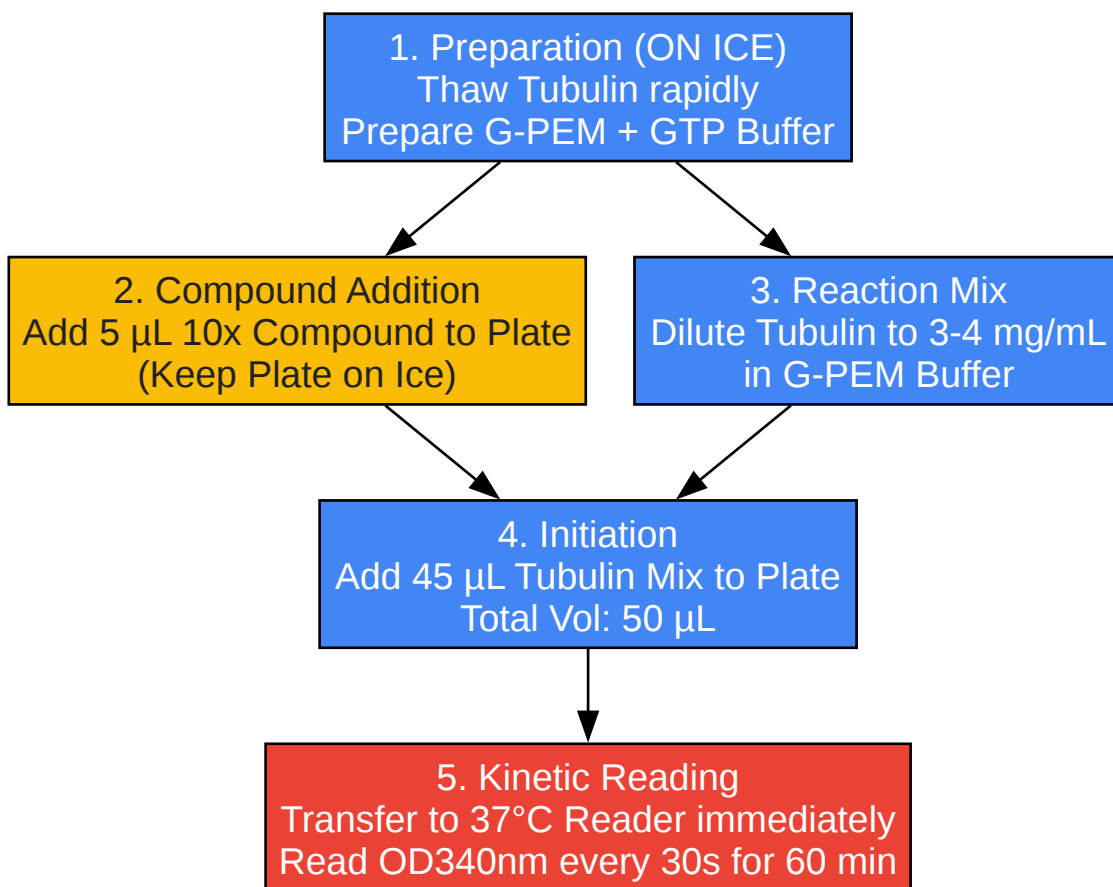 1. Preparation (ON ICE)
Thaw Tubulin rapidly
Prepare G-PEM + GTP Buffer
2. Compound Addition
Add 5 µL 10x Compound to Plate
(Keep Plate on Ice)
3. Reaction Mix
Dilute Tubulin to 3-4 mg/mL
in G-PEM Buffer
4. Initiation
Add 45 µL Tubulin Mix to Plate
Total Vol: 50 µL
5. Kinetic Reading
Transfer to 37°C Reader immediately
Read OD340nm every 30s for 60 min